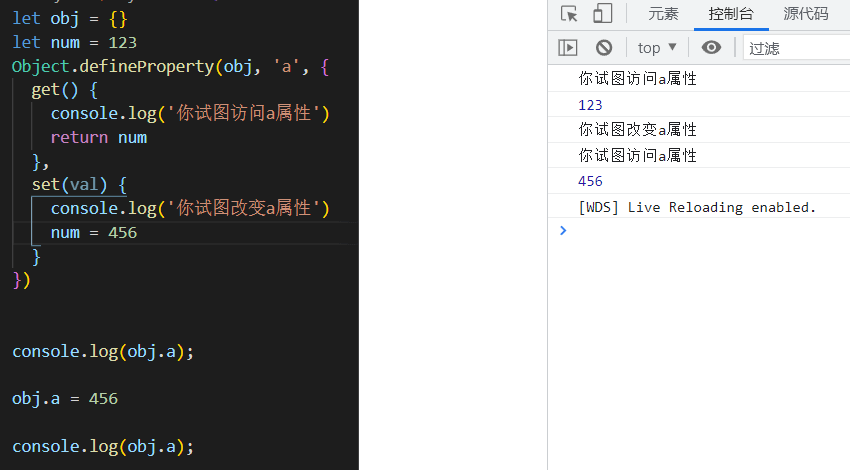 let obj = {}
let num = 123
Object.defineProperty(obj, 'a', {
  get() {
    console.log('你试图访问a属性')
    return num
  },
  set(val) {
    console.log('你试图改变a属性')
    num = 456
  }
})
console.log(obj.a);
obj.a = 456
console.log(obj.a);
元素 控制台 源代码
top ▼ 过滤
你试图访问a属性
123
你试图改变a属性
你试图访问a属性
456
[WDS] Live Reloading enabled.
>